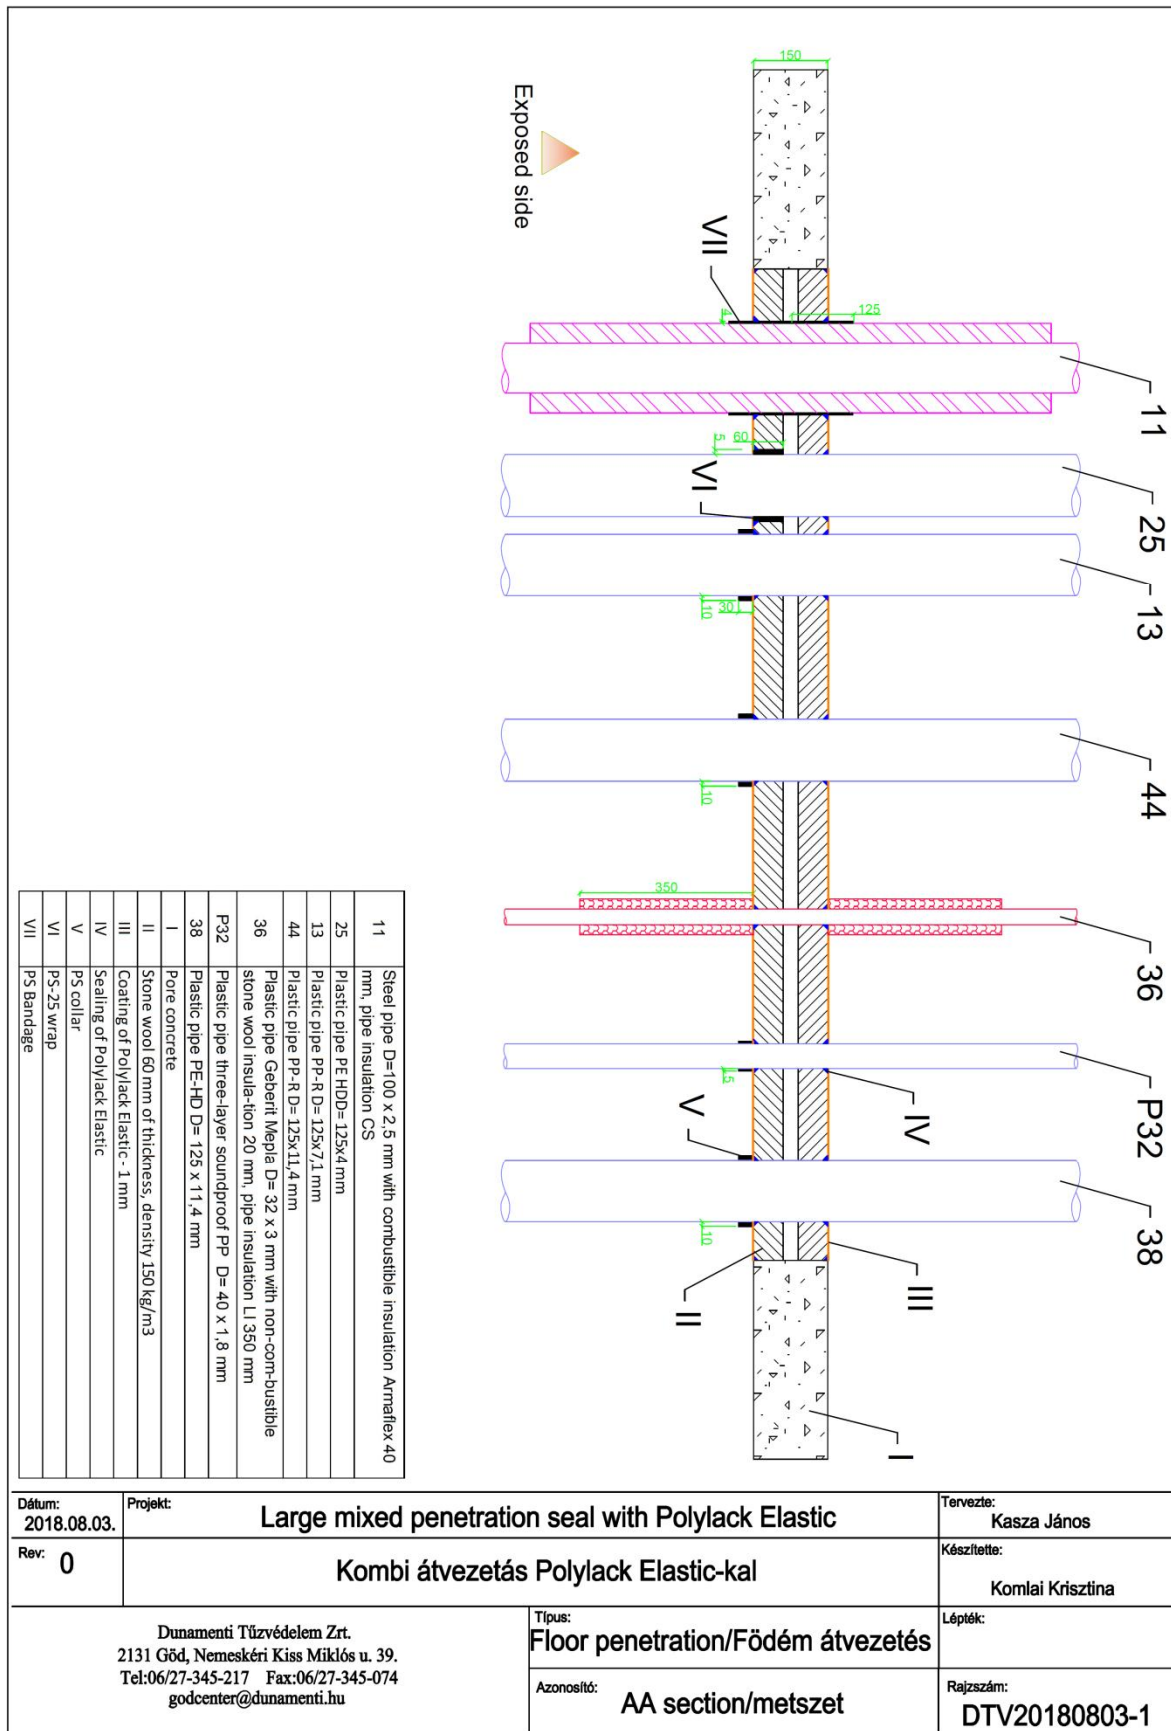 Exposed side
150
VII
125
4
11
60
5
25
VI
13
30
10
44
10
350
36
P32
5
IV
V
38
10
III
II
I
11 Steel pipe D=100 x 2,5 mm with combustible insulation Armaflex 40
mm, pipe insulation CS
25 Plastic pipe PE HDD= 125x4 mm
13 Plastic pipe PP-R D= 125x7,1 mm
44 Plastic pipe PP-R D= 125x11,4 mm
36 Plastic pipe Geberit Mepla D= 32 x 3 mm with non-com-bustible
stone wool insula-tion 20 mm, pipe insulation LI 350 mm
P32 Plastic pipe three-layer soundproof PP D= 40 x 1,8 mm
38 Plastic pipe PE-HD D= 125 x 11,4 mm
I Pore concrete
II Stone wool 60 mm of thickness, density 150 kg/m3
III Coating of Polylack Elastic - 1 mm
IV Sealing of Polylack Elastic
V PS collar
VI PS-25 wrap
VII PS Bandage
Dátum:
2018.08.03.
Projekt:
Large mixed penetration seal with Polylack Elastic
Tervezte:
Kasza János
Rev: 0
Kombi átvezetás Polylack Elastic-kal
Készítette:
Komlai Krisztina
Dunamenti Tűzvédelem Zrt.
2131 Göd, Nemeskéri Kiss Miklós u. 39.
Tel:06/27-345-217 Fax:06/27-345-074
godcenter@dunamenti.hu
Típus:
Floor penetration/Födém átvezetés
Lépték:
Azonosító:
AA section/metszet
Rajzszám:
DTV20180803-1